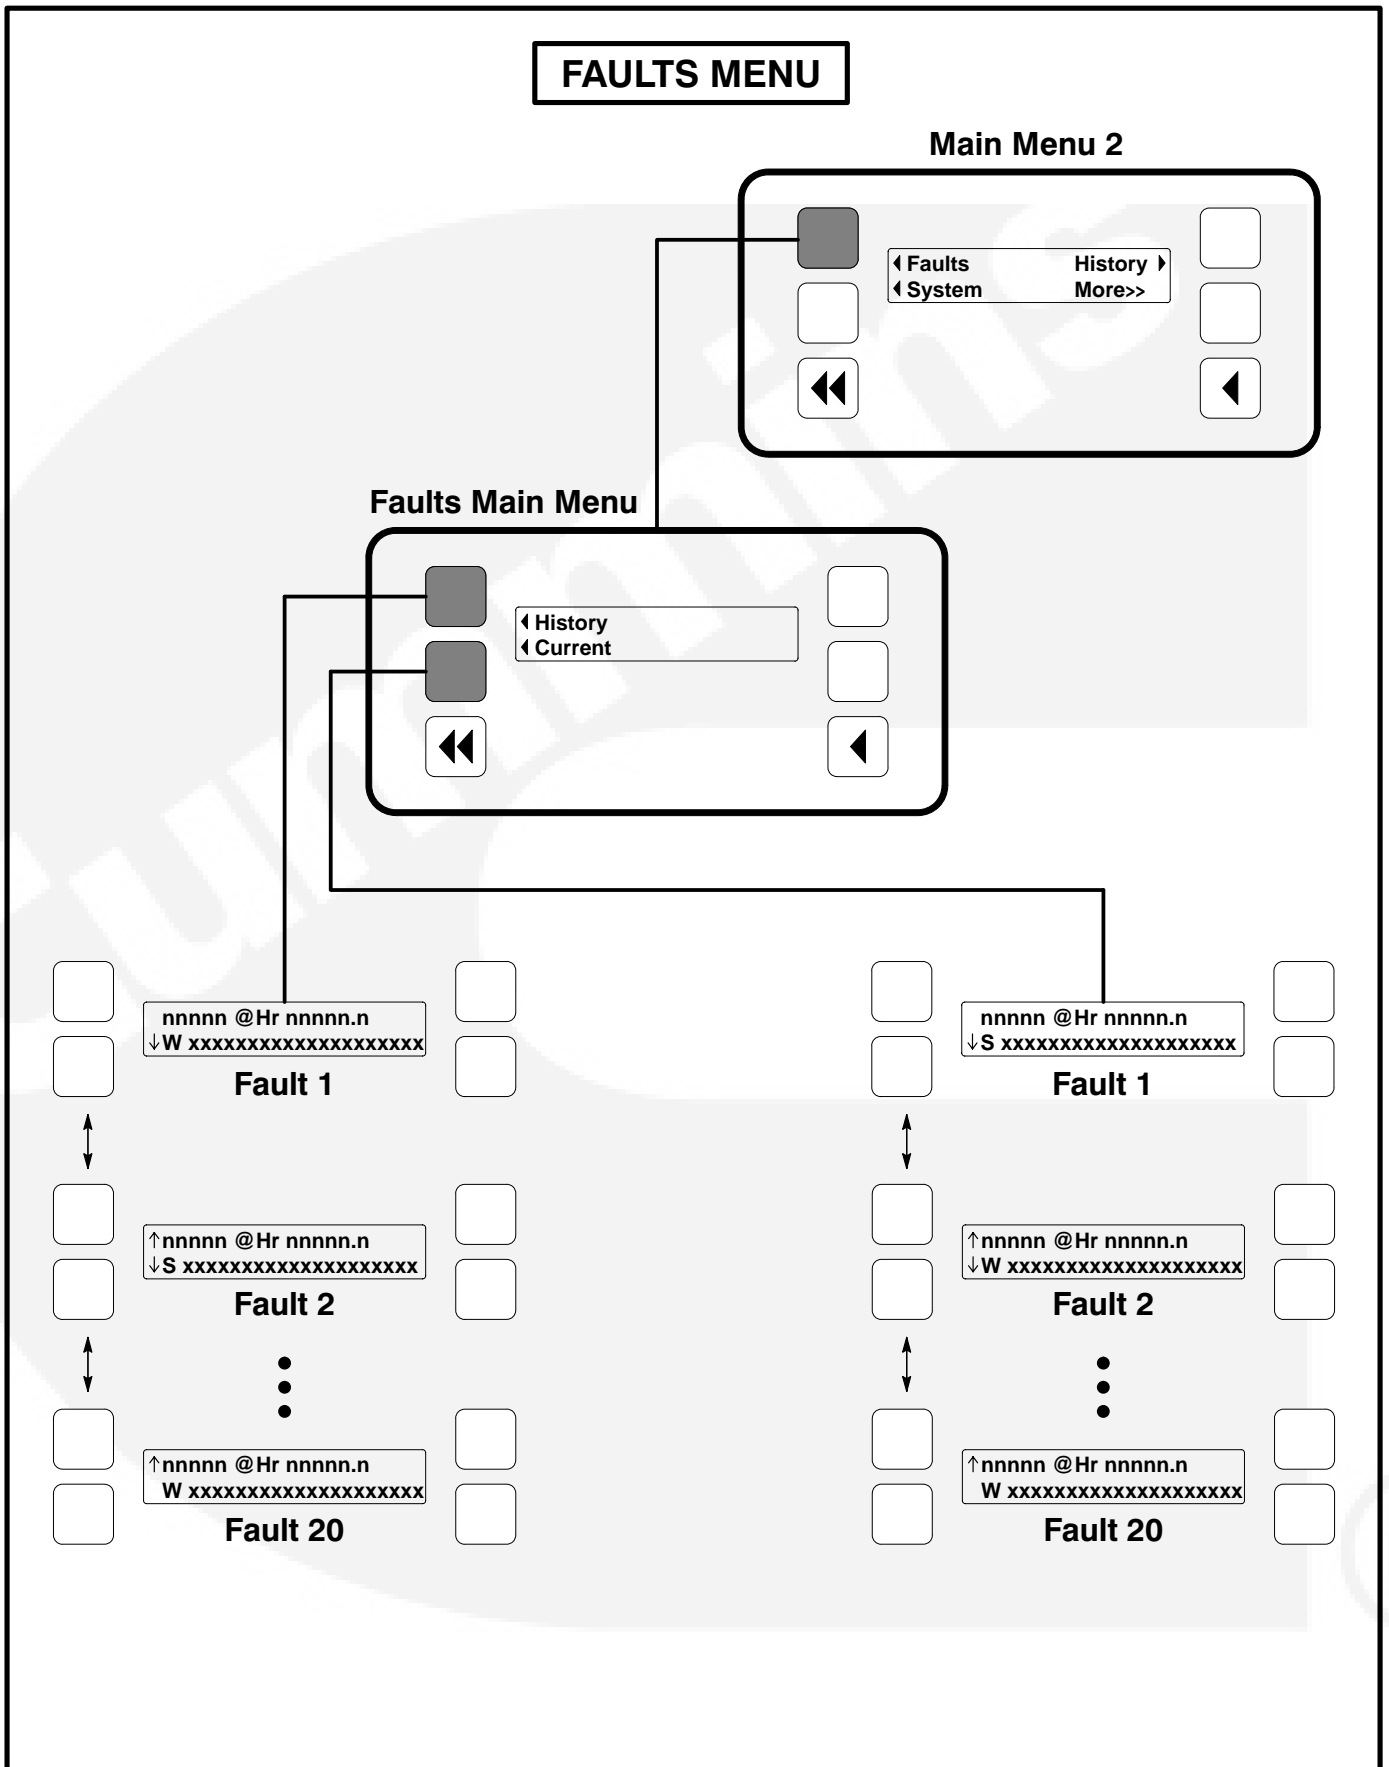 FAULTS MENU
Main Menu 2
Faults History
System More>>
Faults Main Menu
History
Current
nnnnn @Hr nnnnn.n
↓W xxxxxxxxxxxxxxxxxxxx
Fault 1
↑nnnnn @Hr nnnnn.n
↓S xxxxxxxxxxxxxxxxxxxx
Fault 2
↑nnnnn @Hr nnnnn.n
W xxxxxxxxxxxxxxxxxxxx
Fault 20
nnnnn @Hr nnnnn.n
↓S xxxxxxxxxxxxxxxxxxxx
Fault 1
↑nnnnn @Hr nnnnn.n
↓W xxxxxxxxxxxxxxxxxxxx
Fault 2
↑nnnnn @Hr nnnnn.n
W xxxxxxxxxxxxxxxxxxxx
Fault 20
Cummins